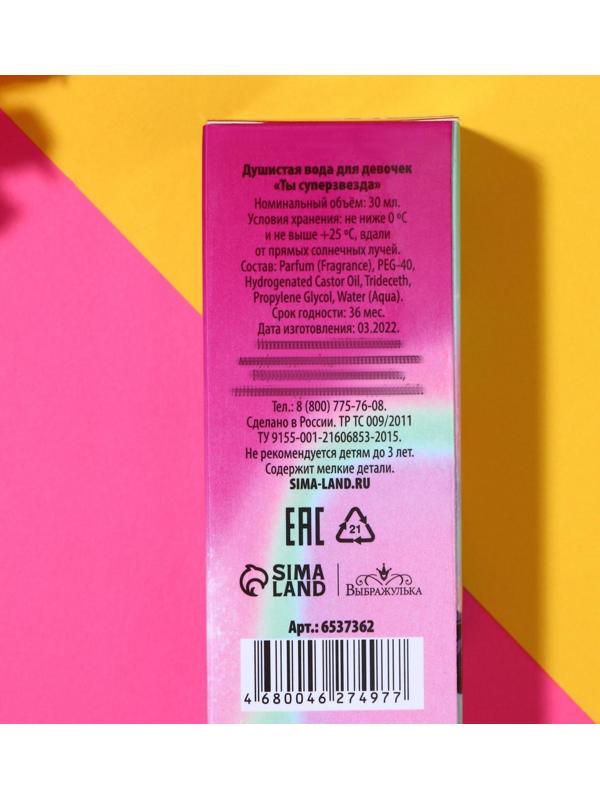 Душистая вода для девочек
«Ты суперзвезда»
Номинальный объём: 30 мл.
Условия хранения: не ниже 0 ºС
и не выше +25 ºС, вдали
от прямых солнечных лучей.
Состав: Parfum (Fragrance), PEG-40,
Hydrogenated Castor Oil, Trideceth,
Propylene Glycol, Water (Aqua).
Срок годности: 36 мес.
Дата изготовления: 03.2022.
Тел.: 8 (800) 775-76-08.
Сделано в России. ТР ТС 009/2011
ТУ 9155-001-21606853-2015.
Не рекомендуется детям до 3 лет.
Содержит мелкие детали.
SIMA-LAND.RU
EAC
21
SIMA LAND
Выбражулька
Арт.: 6537362
4 680046 274977